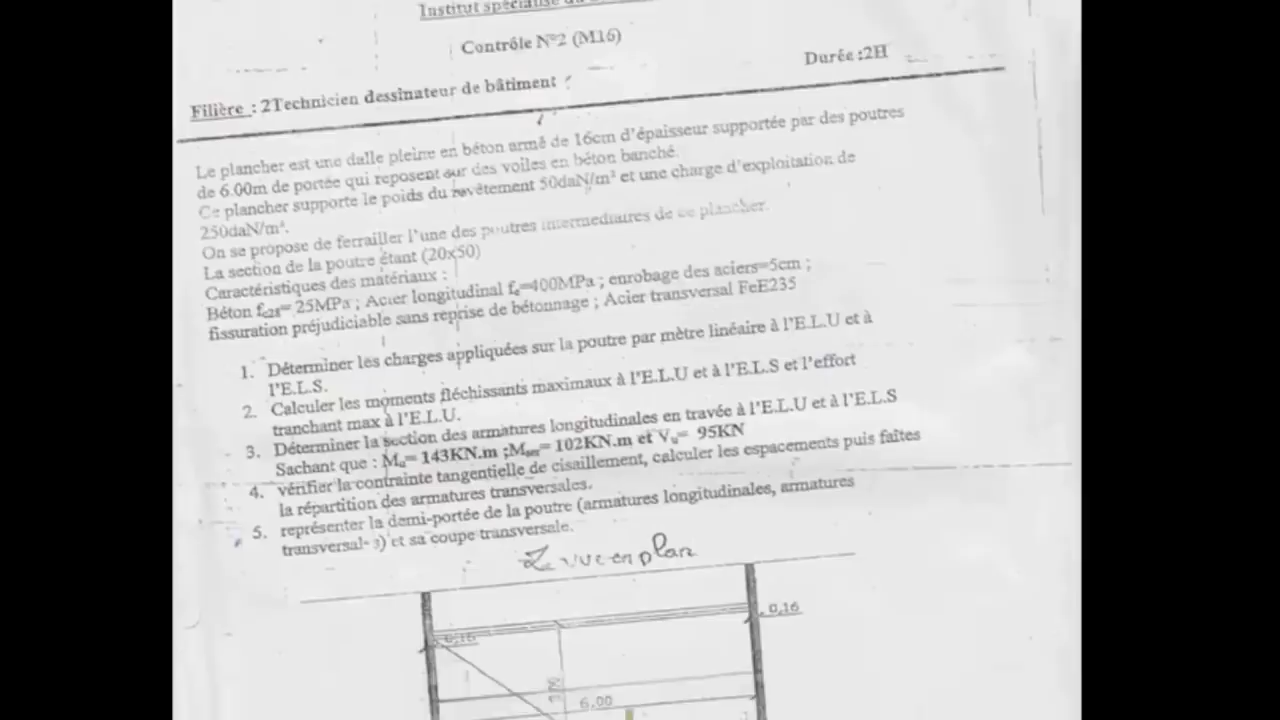 Institut spécialisé
Contrôle N°2 (M16)
Durée :2H
Filière : 2Technicien dessinateur de bâtiment
Le plancher est une dalle pleine en béton armé de 16cm d'épaisseur supportée par des poutres
de 6.00m de portée qui reposent sur des voiles en béton banché.
Ce plancher supporte le poids du revêtement 50daN/m² et une charge d'exploitation de
250daN/m².
On se propose de ferrailler l'une des poutres intermediaires de ce plancher.
La section de la poutre étant (20x50)
Caractéristiques des matériaux :
Béton fc28= 25MPa ; Acier longitudinal fe=400MPa ; enrobage des aciers=5cm ;
fissuration préjudiciable sans reprise de bétonnage ; Acier transversal FeE235
1. Déterminer les charges appliquées sur la poutre par mètre linéaire à l'E.L.U et à
l'E.L.S.
2. Calculer les moments fléchissants maximaux à l'E.L.U et à l'E.L.S et l'effort
tranchant max à l'E.L.U.
3. Déterminer la section des armatures longitudinales en travée à l'E.L.U et à l'E.L.S
Sachant que : Mu= 143KN.m ;Mser= 102KN.m et Vu= 95KN
4. vérifier la contrainte tangentielle de cisaillement, calculer les espacements puis faîtes
la répartition des armatures transversales.
5. représenter la demi-portée de la poutre (armatures longitudinales, armatures
et sa coupe transversale.
vue en plan
0,16
0,16
6,00